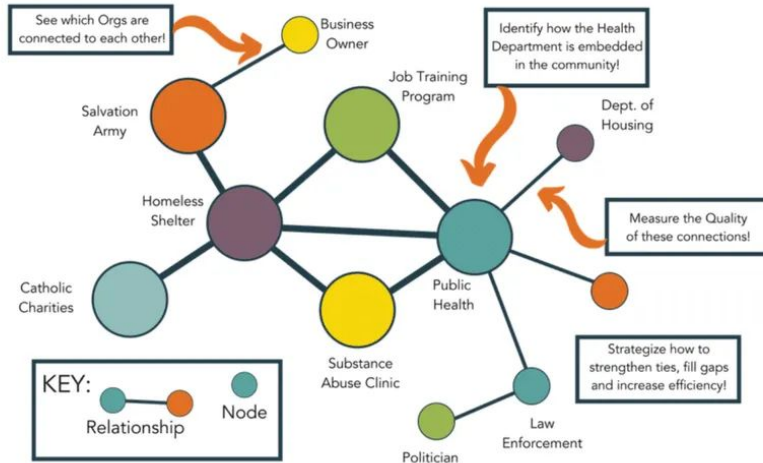 See which Orgs are
connected to each other!
Business
Owner
Identify how the Health
Department is embedded
in the community!
Job Training
Program
Dept. of
Housing
Salvation
Army
Homeless
Shelter
Measure the Quality
of these connections!
Catholic
Charities
Public
Health
Substance
Abuse Clinic
Strategize how to
strengthen ties, fill gaps
and increase efficiency!
KEY:
Relationship
Node
Law
Enforcement
Politician